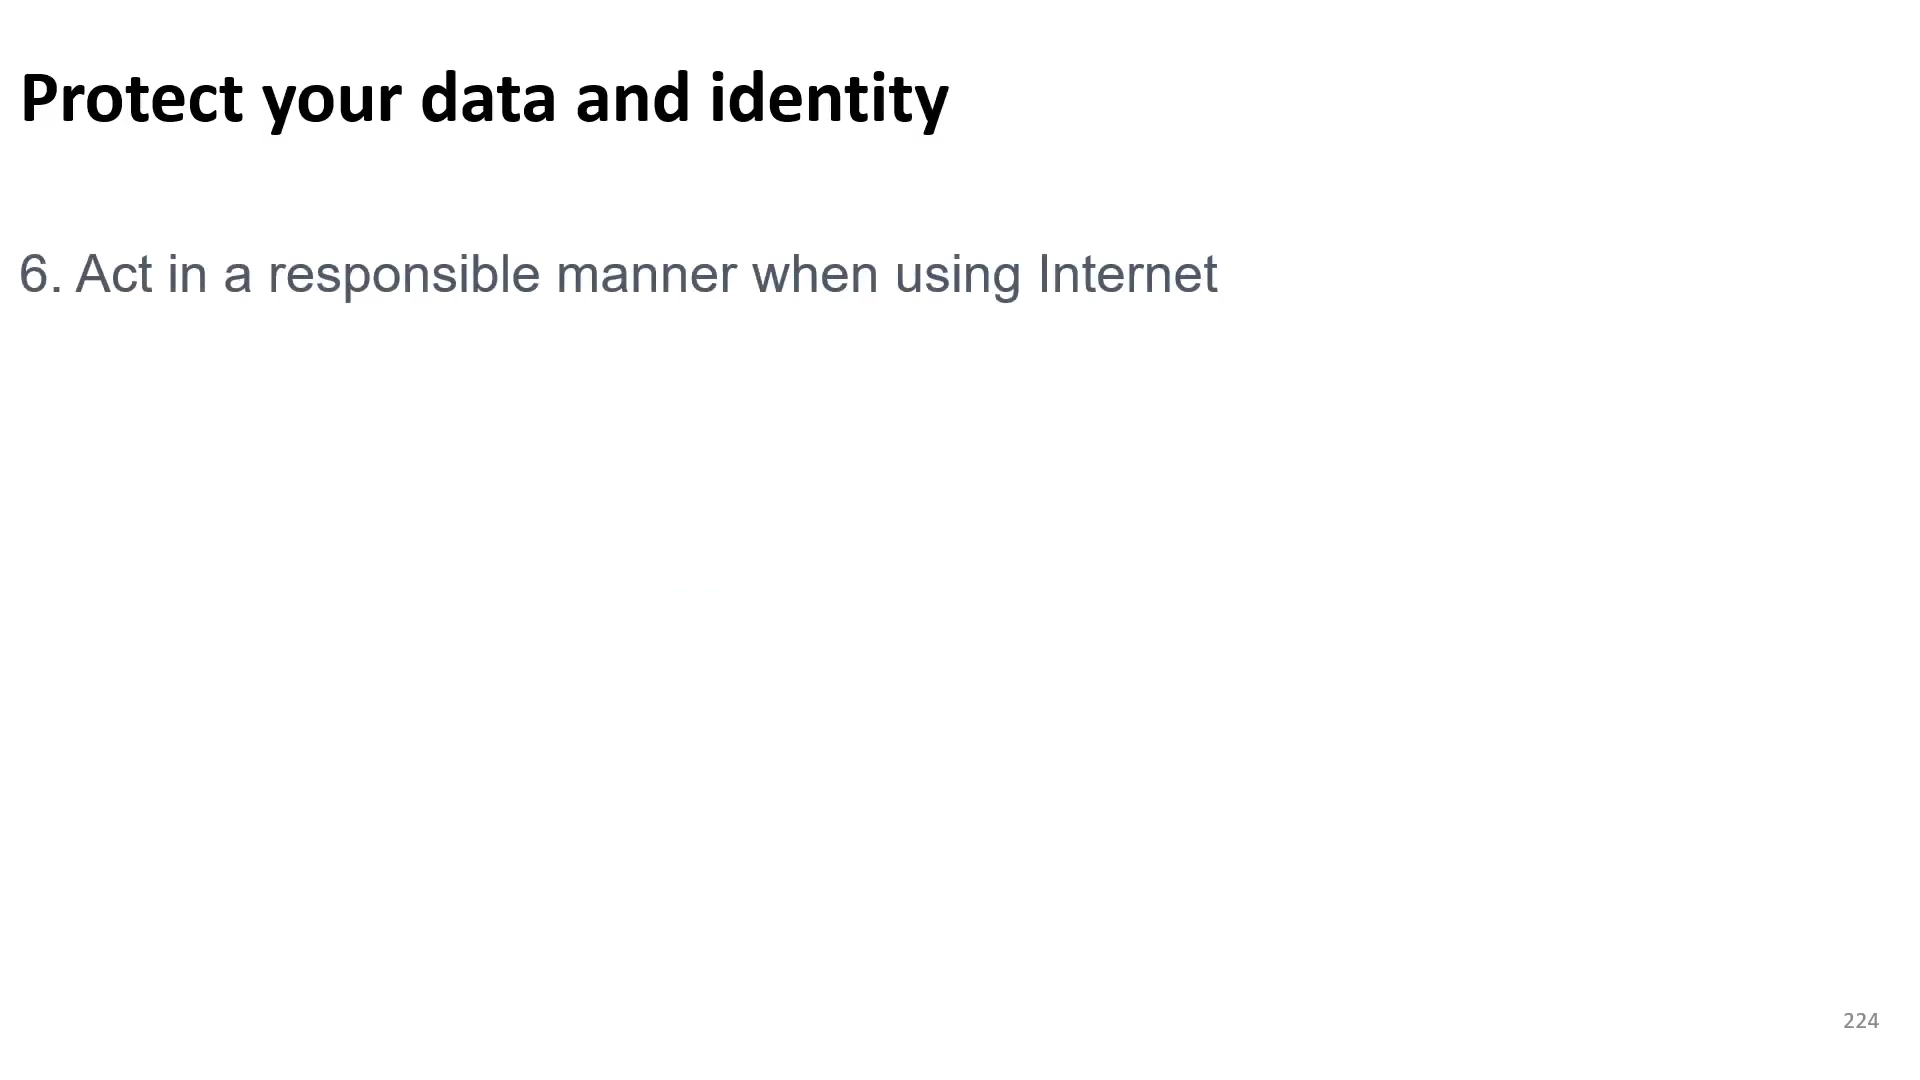 Protect your data and identity
6. Act in a responsible manner when using Internet
224